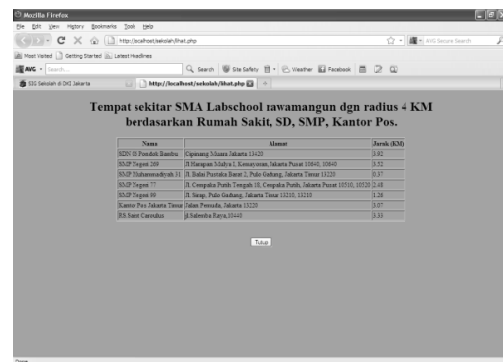 Mozilla Firefox
File Edit View History Bookmarks Tools Help
http://localhost/sekolah/lihat.php
AVG Secure Search
Most Visited Getting Started Latest Headlines
AVG Search... Search Site Safety Weather Facebook
SIG Sekolah di DKI Jakarta http://localhost/sekolah/lihat.php
Tempat sekitar SMA Labschool rawamangun dgn radius 4 KM
berdasarkan Rumah Sakit, SD, SMP, Kantor Pos.
Nama Alamat Jarak (KM)
SDN Pondok Bambu Cipinang Muara Jakarta 13420 3.92
SMP Negeri 269 Jl.Harapan Mulya I, Kemayoran, Jakarta Pusat 10640, 10640 3.52
SMP Muhammadiyah 31 Jl. Balai Pustaka Barat 2, Pulo Gadung, Jakarta Timur 13220 0.37
SMP Negeri 77 Jl. Cempaka Putih Tengah 18, Cempaka Putih, Jakarta Pusat 10510, 10520 2.48
SMP Negeri 99 Jl. Sirap, Pulo Gadung, Jakarta Timur 13210, 13210 1.26
Kantor Pos Jakarta Timur Jalan Pemuda, Jakarta 13220 3.07
RS Saint Carolus jl.Salemba Raya,10440 3.33
Tutup
Done